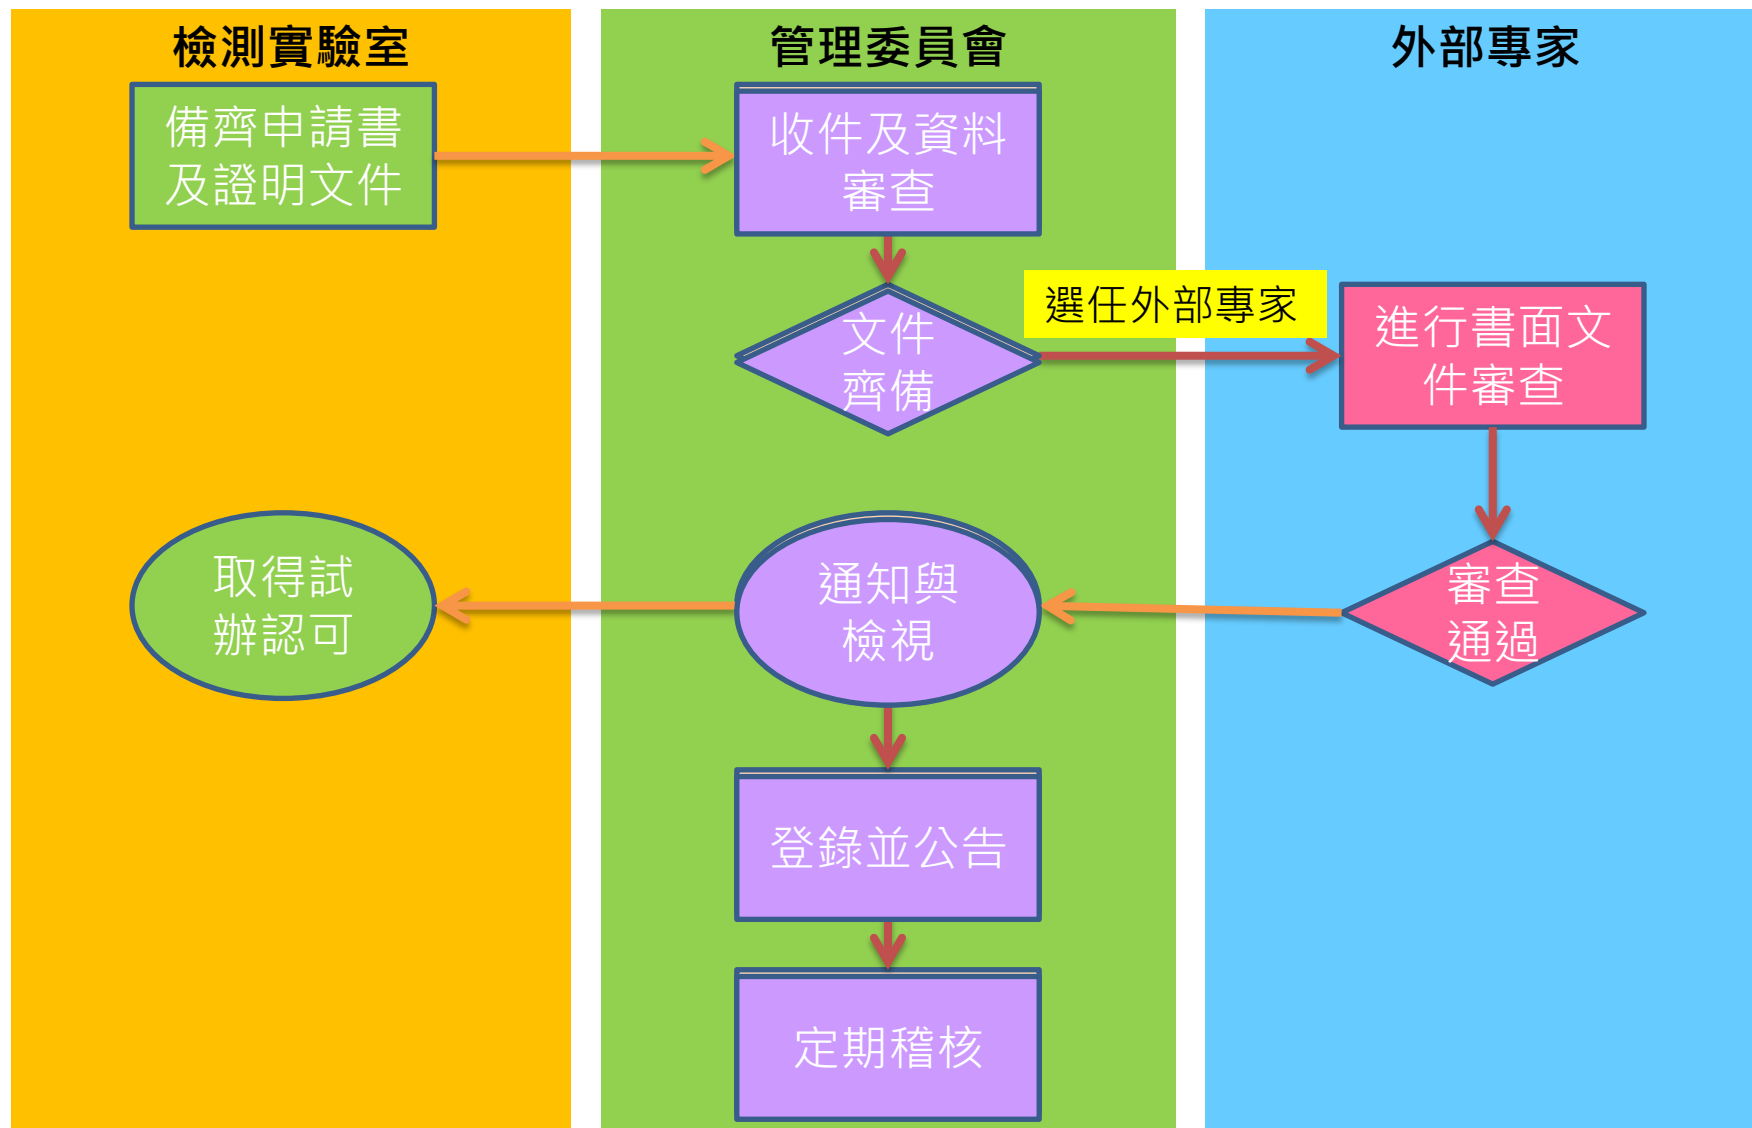 檢測實驗室
備齊申請書
及證明文件
取得試
辦認可
管理委員會
收件及資料
審查
文件
齊備
選任外部專家
通知與
檢視
登錄並公告
定期稽核
外部專家
進行書面文
件審查
審查
通過